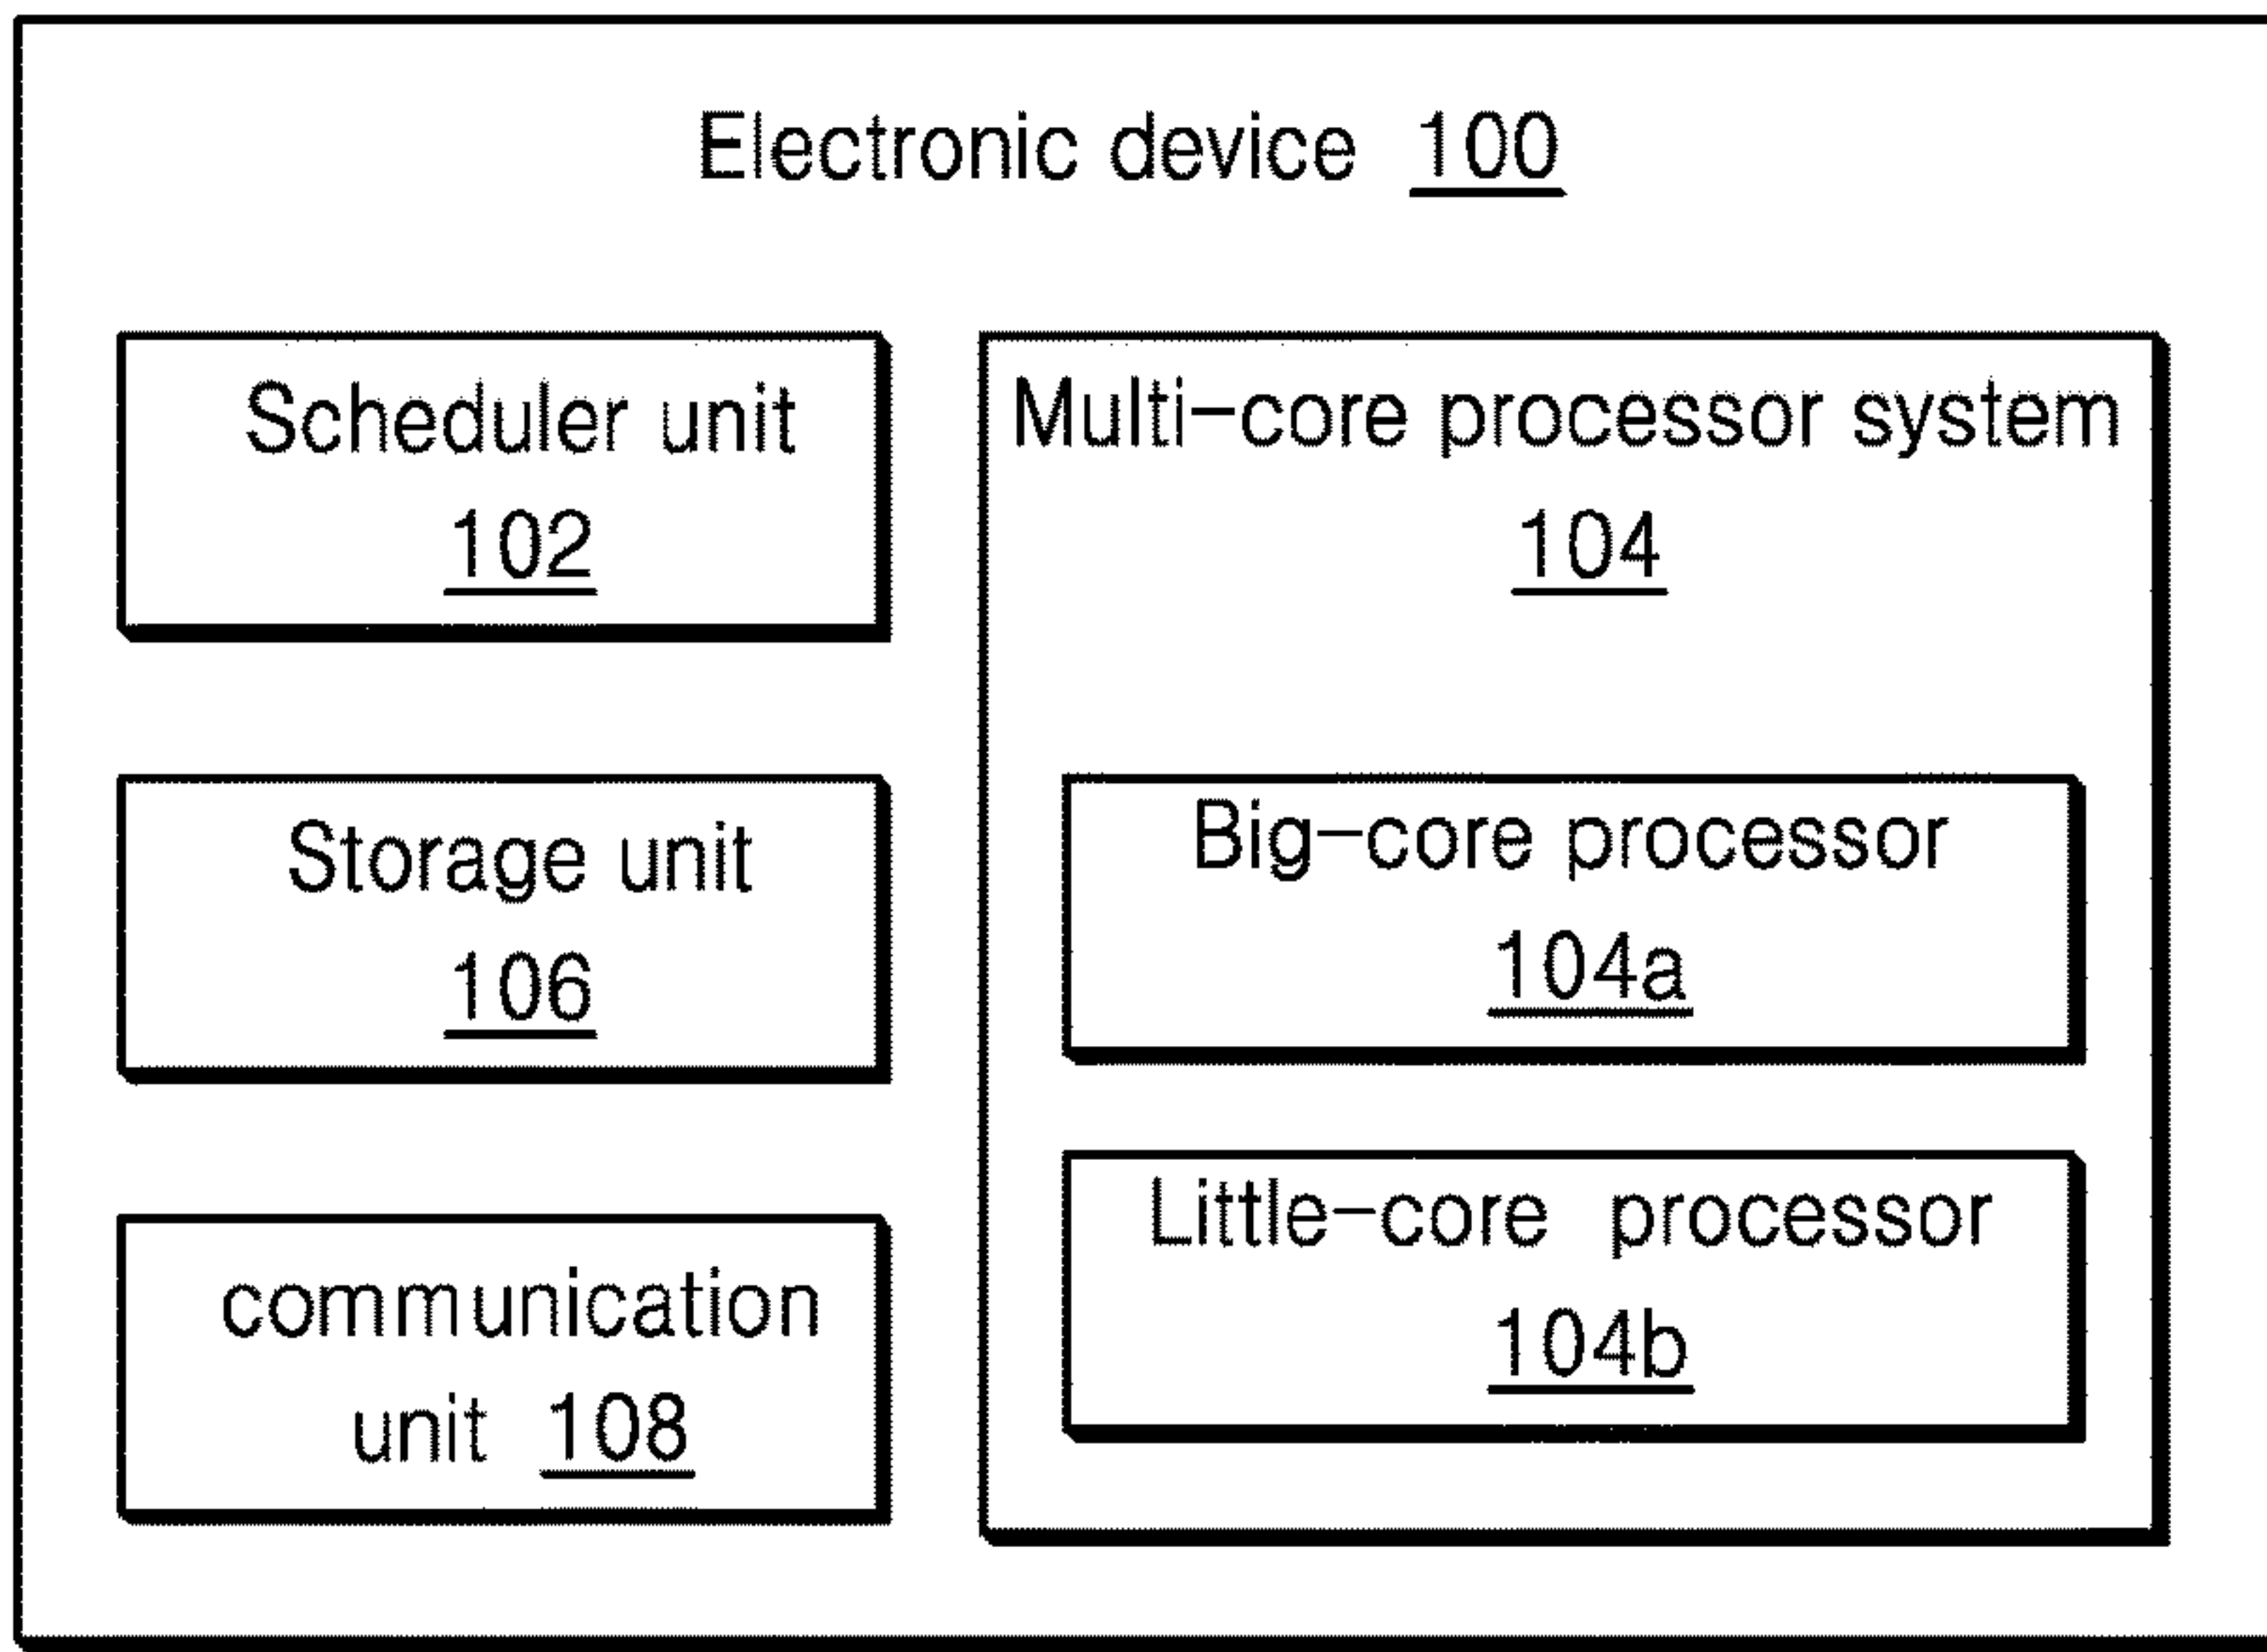 Electronic device 100
Scheduler unit
102
Storage unit
106
communication
unit 108
Multi-core processor system
104
Big-core processor
104a
Little-core processor
104b